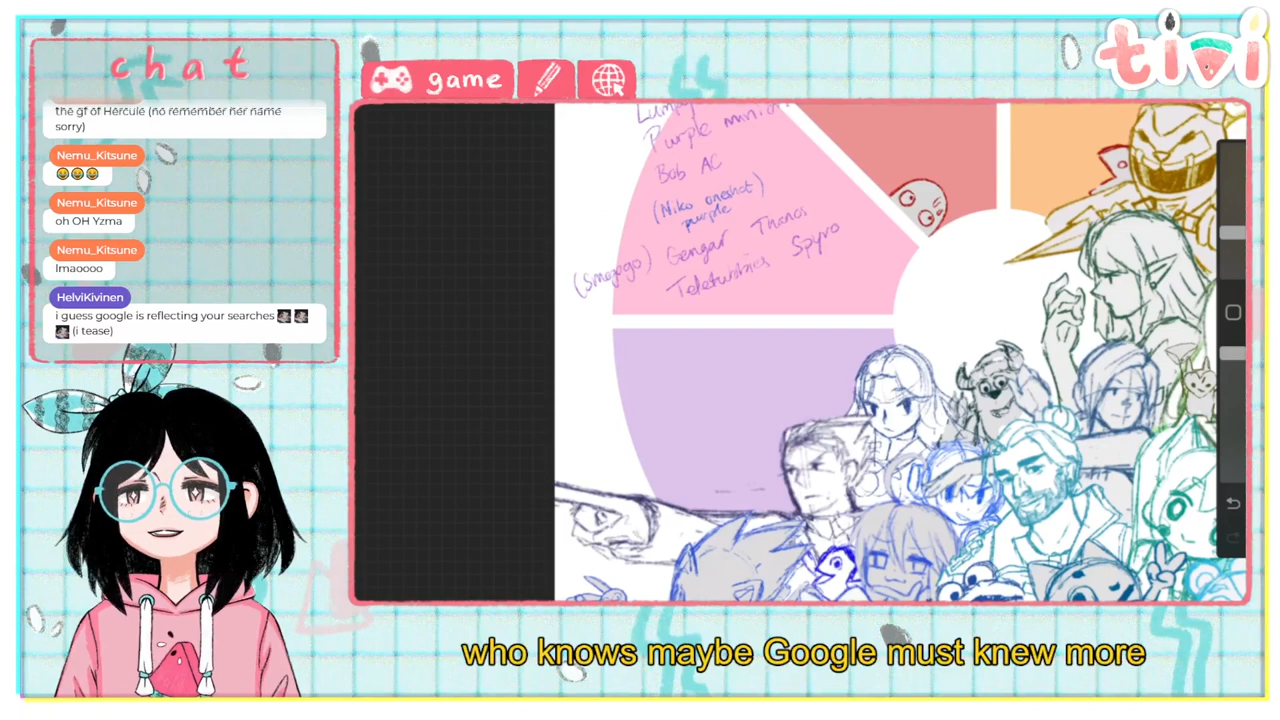 chat
the gf of Hercule (no remember her name
sorry)
Nemu_Kitsune
😂😂😂
Nemu_Kitsune
oh OH Yzma
Nemu_Kitsune
lmaoooo
HelviKivinen
i guess google is reflecting your searches
(i tease)
game
tivi
Purple minion
Bob AC
(Niko oneshot)
purple
(Smagogo) Gengar Thanos
Teletubbies Spyro
who knows maybe Google must knew more